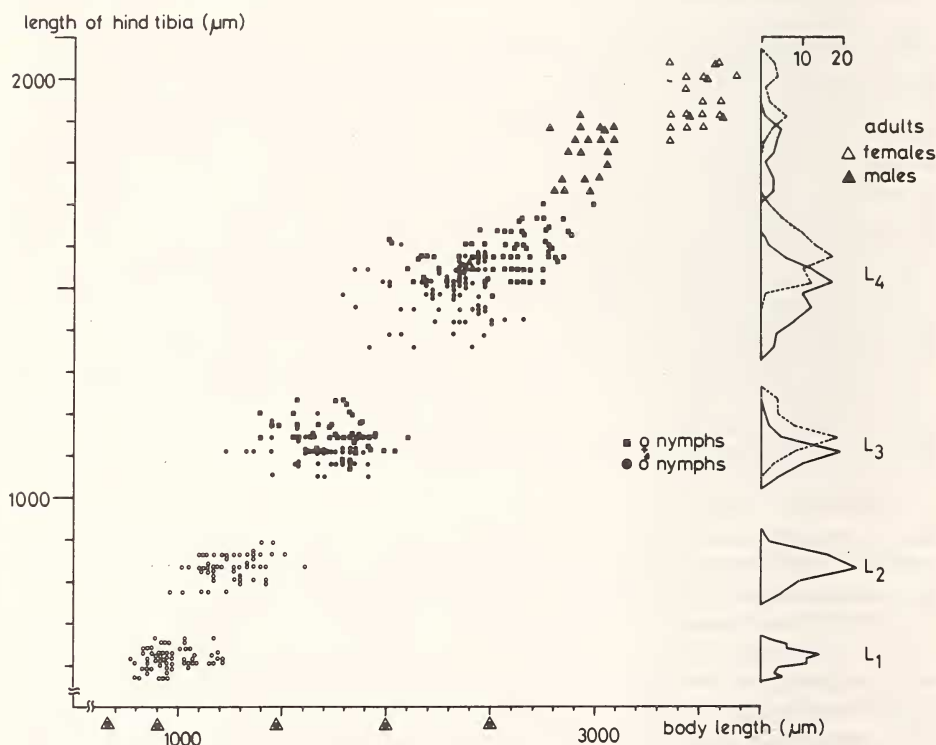 length of hind tibia (µm)
10 20
2000
adults
△ females
▲ males
L4
■ ♀ nymphs
● ♂ nymphs
L3
1000
L2
L1
1000 3000 body length (µm)